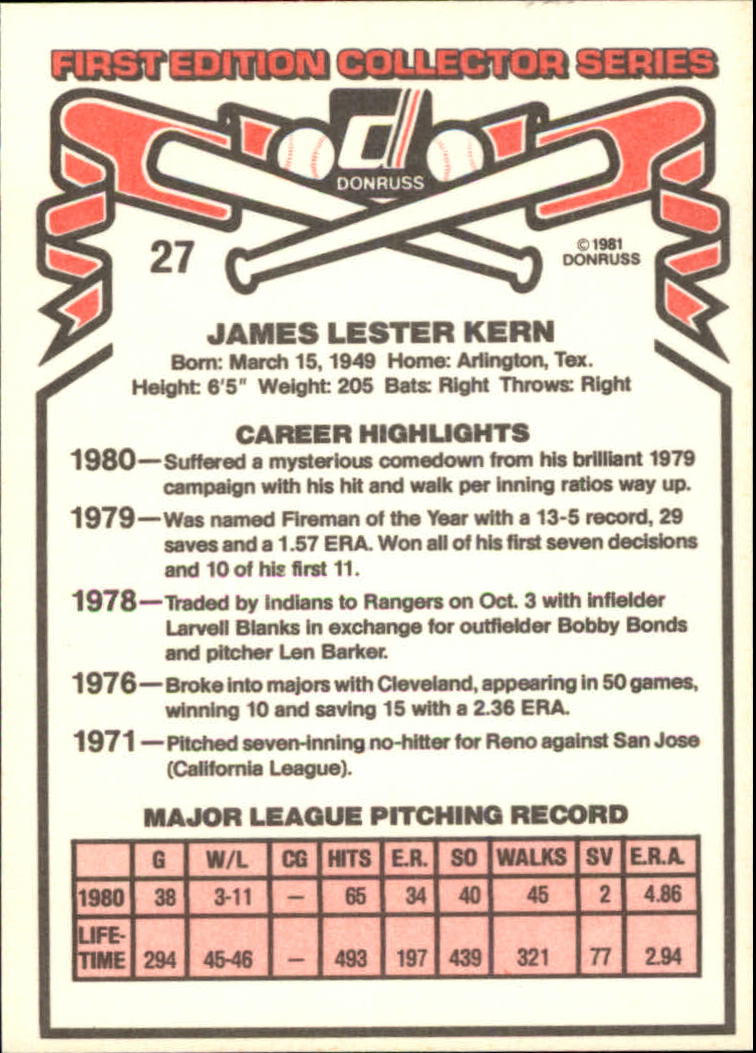 FIRST EDITION COLLECTOR SERIES
d
DONRUSS
27
© 1981
DONRUSS
JAMES LESTER KERN
Born: March 15, 1949 Home: Arlington, Tex.
Height: 6'5" Weight: 205 Bats: Right Throws: Right
CAREER HIGHLIGHTS
1980—Suffered a mysterious comedown from his brilliant 1979
campaign with his hit and walk per inning ratios way up.
1979—Was named Fireman of the Year with a 13-5 record, 29
saves and a 1.57 ERA. Won all of his first seven decisions
and 10 of his first 11.
1978—Traded by Indians to Rangers on Oct. 3 with infielder
Larvell Blanks in exchange for outfielder Bobby Bonds
and pitcher Len Barker.
1976—Broke into majors with Cleveland, appearing in 50 games,
winning 10 and saving 15 with a 2.36 ERA.
1971—Pitched seven-inning no-hitter for Reno against San Jose
(California League).
MAJOR LEAGUE PITCHING RECORD
G W/L CG HITS E.R. SO WALKS SV E.R.A.
1980 38 3-11 — 65 34 40 45 2 4.86
LIFE-
TIME 294 45-46 — 493 197 439 321 77 2.94